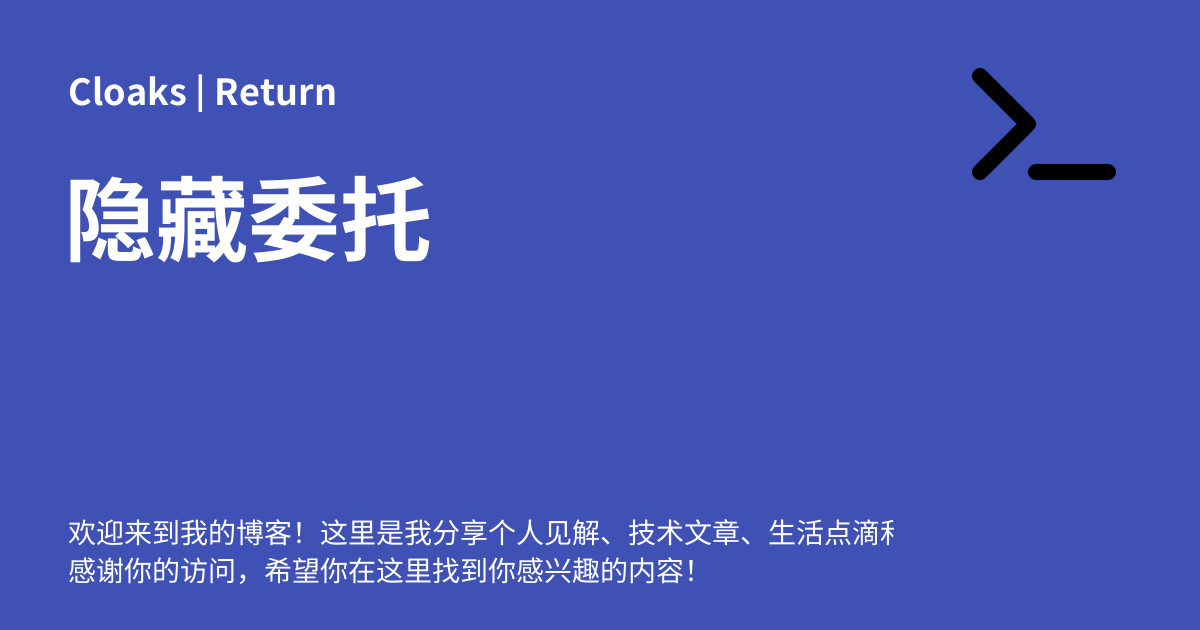 Cloaks | Return
隐藏委托
欢迎来到我的博客！这里是我分享个人见解、技术文章、生活点滴
感谢你的访问，希望你在这里找到你感兴趣的内容！